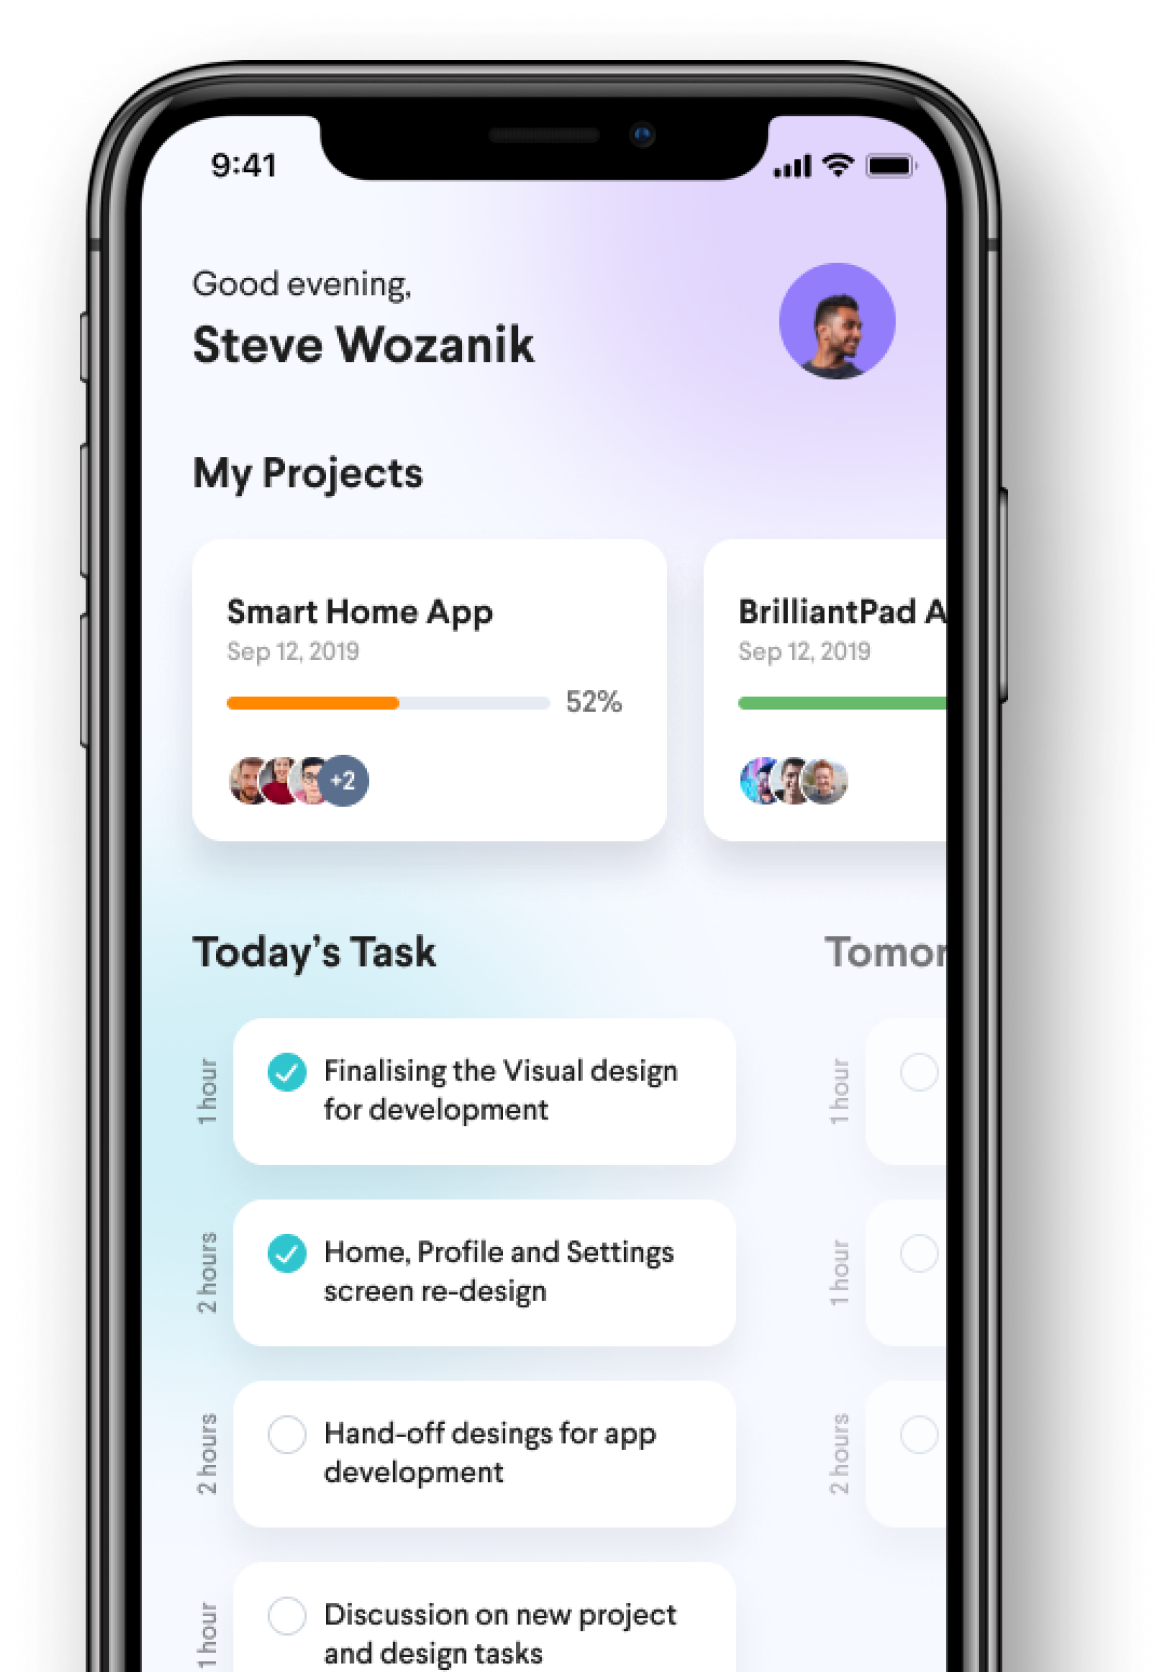 9:41
Good evening,
Steve Wozanik
My Projects
Smart Home App
Sep 12, 2019
52%
+2
BrilliantPad A
Sep 12, 2019
Today’s Task
Tomor
1 hour
Finalising the Visual design
for development
2 hours
Home, Profile and Settings
screen re-design
2 hours
Hand-off desings for app
development
1 hour
Discussion on new project
and design tasks
1 hour
1 hour
2 hours